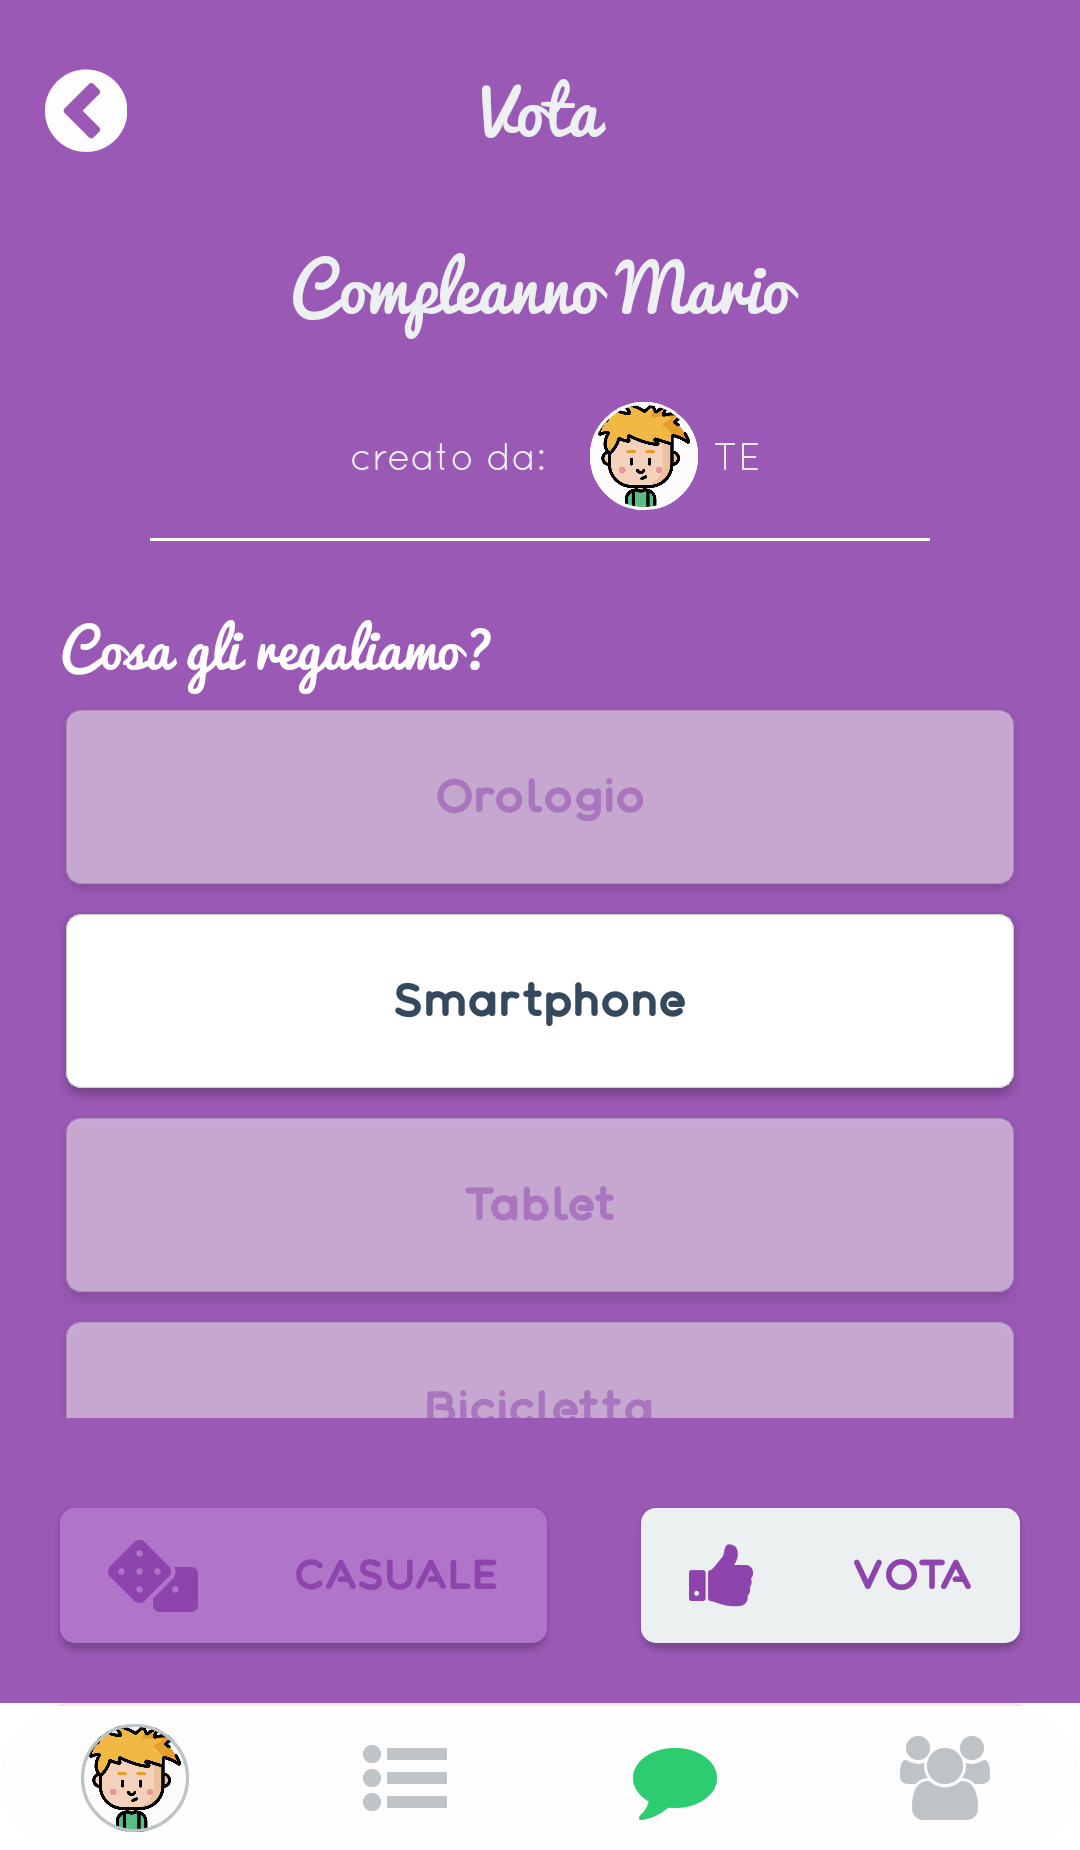 Vota
Compleanno Mario
creato da: TE
Cosa gli regaliamo?
Orologio
Smartphone
Tablet
Bicicletta
CASUALE
VOTA